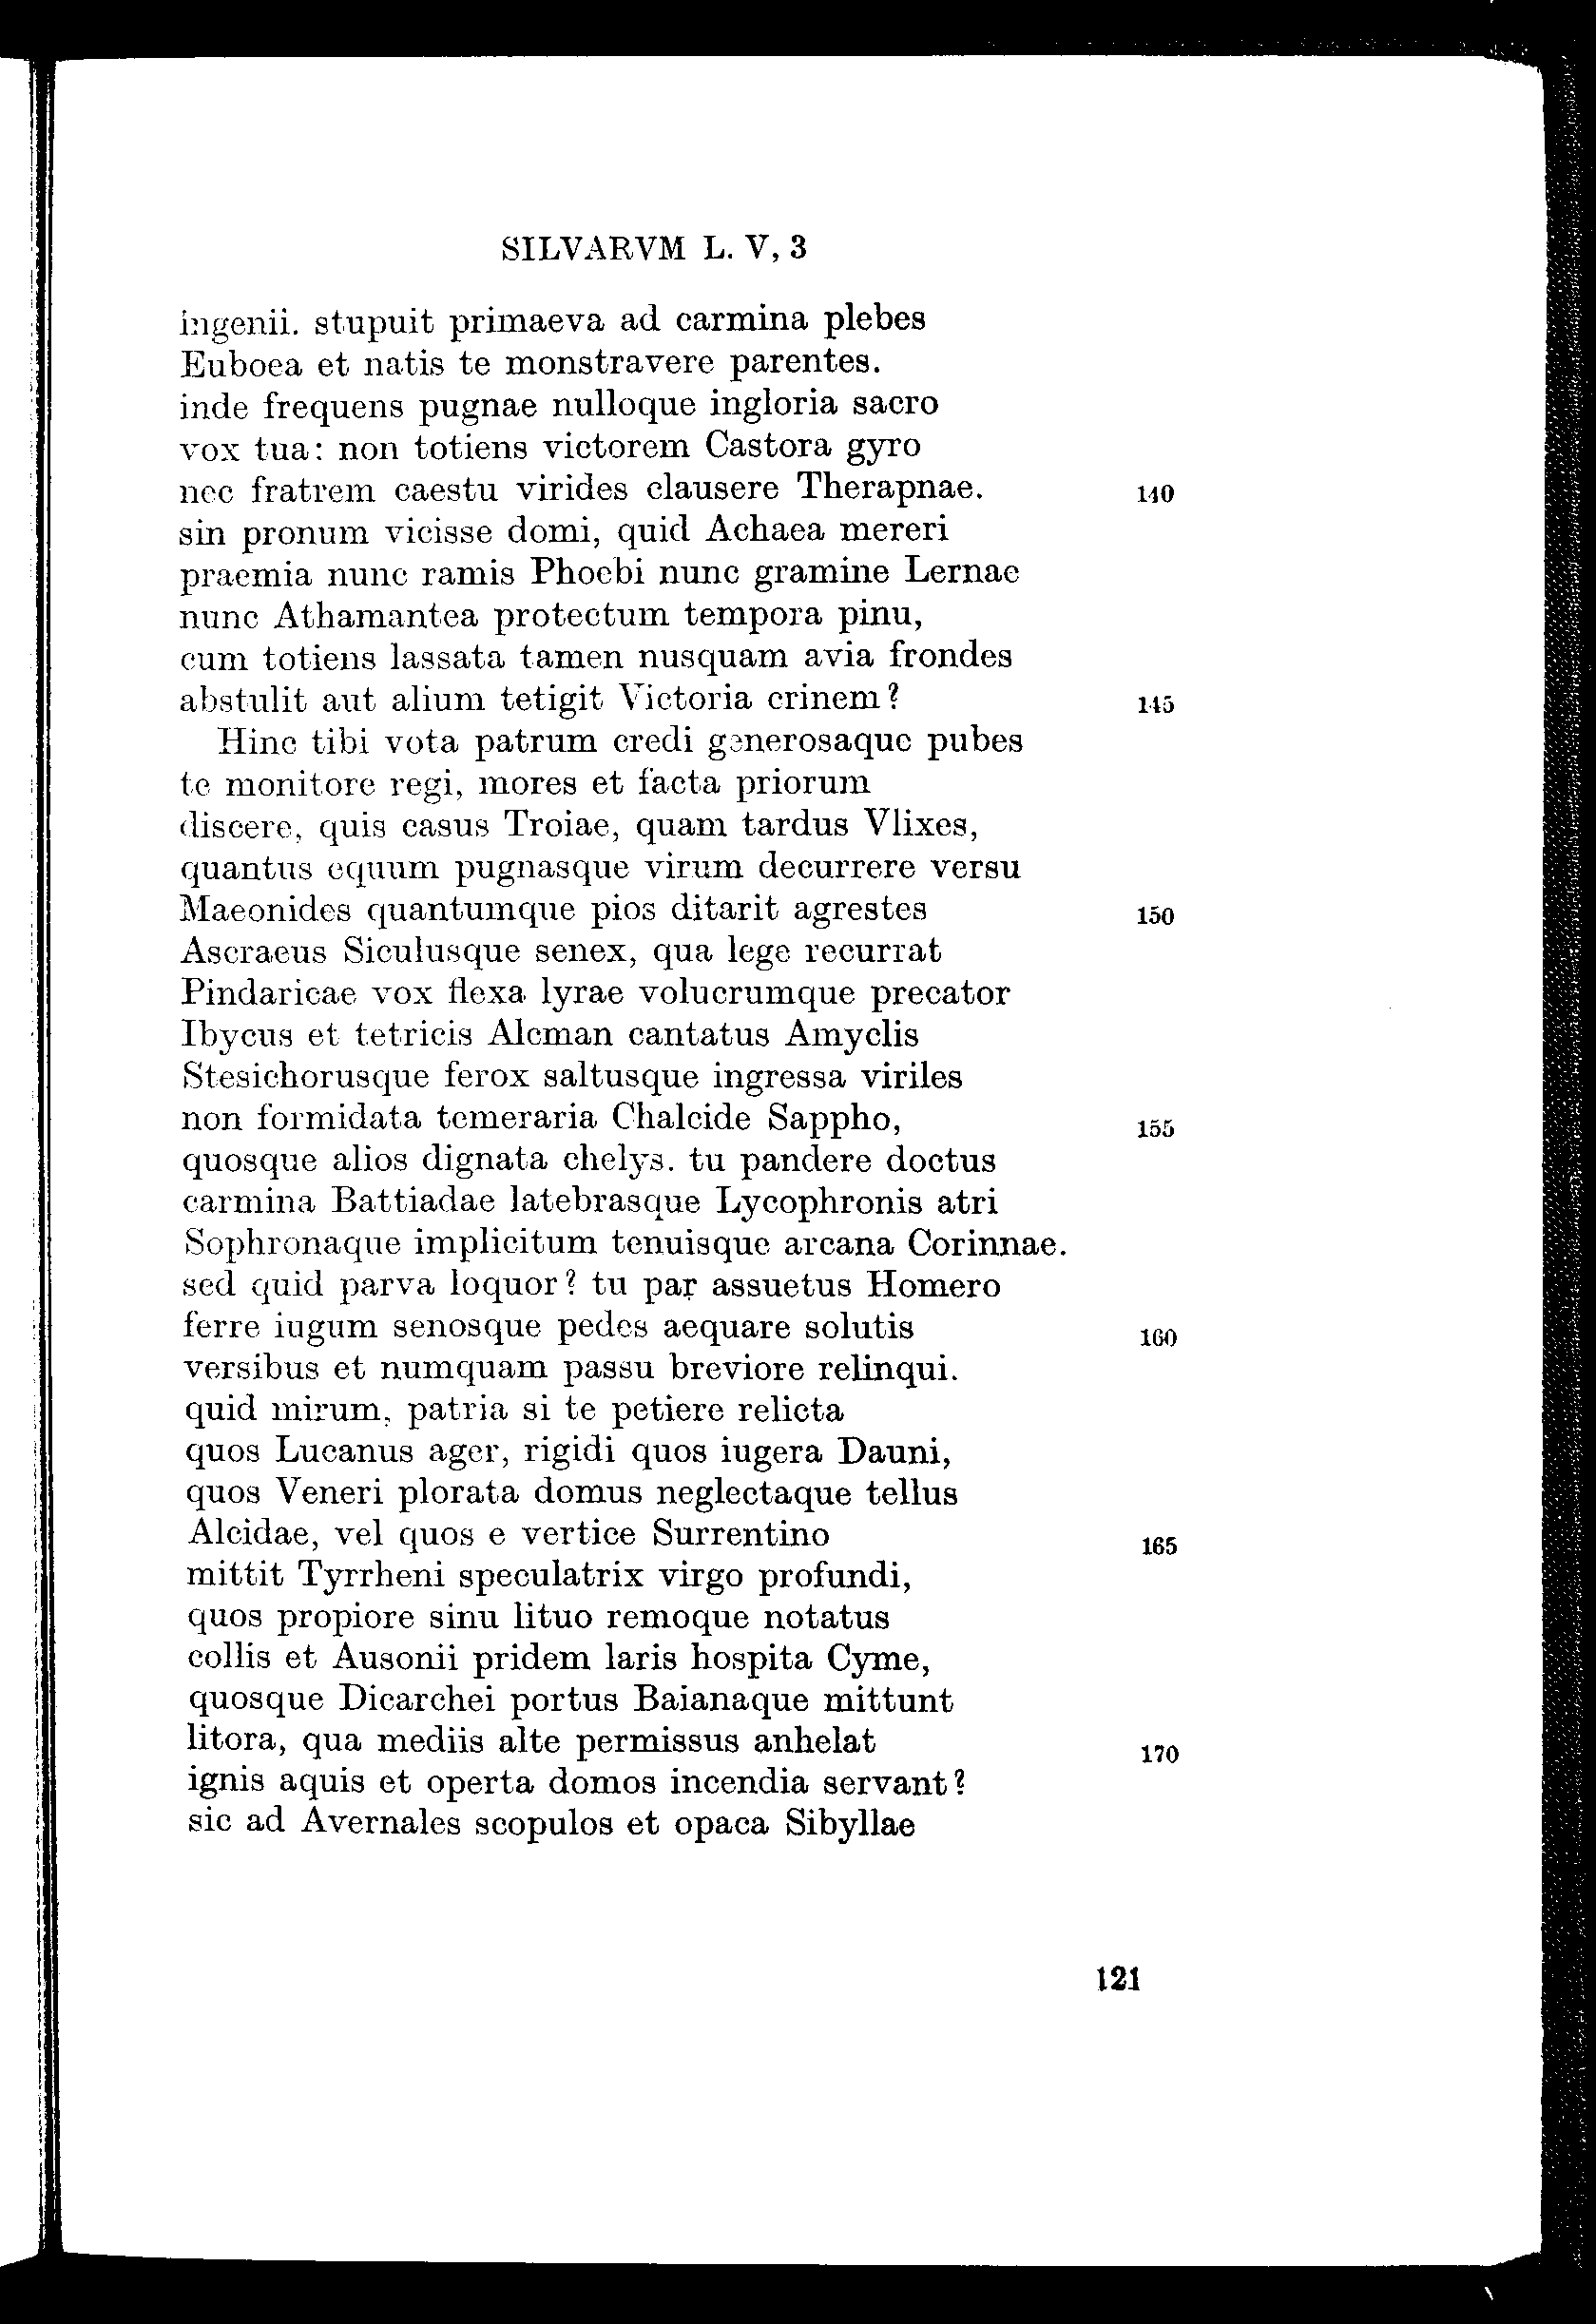 SILVARVM L. V, 3
ingenii. stupuit primaeva ad carmina plebes
Euboea et natis te monstravere parentes.
inde frequens pugnae nulloque ingloria sacro
vox tua: non totiens victorem Castora gyro
nec fratrem caestu virides clausere Therapnae. 140
sin pronum vicisse domi, quid Achaea mereri
praemia nunc ramis Phoebi nunc gramine Lernae
nunc Athamantea protectum tempora pinu,
cum totiens lassata tamen nusquam avia frondes
abstulit aut alium tetigit Victoria crinem? 145
Hinc tibi vota patrum credi generosaque pubes
te monitore regi, mores et facta priorum
discere, quis casus Troiae, quam tardus Vlixes,
quantus equum pugnasque virum decurrere versu
Maeonides quantumque pios ditarit agrestes 150
Ascraeus Siculusque senex, qua lege recurrat
Pindaricae vox flexa lyrae volucrumque precator
Ibycus et tetricis Alcman cantatus Amyclis
Stesichorusque ferox saltusque ingressa viriles
non formidata temeraria Chalcide Sappho, 155
quosque alios dignata chelys. tu pandere doctus
carmina Battiadae latebrasque Lycophronis atri
Sophronaque implicitum tenuisque arcana Corinnae.
sed quid parva loquor? tu par assuetus Homero
ferre iugum senosque pedes aequare solutis 160
versibus et numquam passu breviore relinqui.
quid mirum, patria si te petiere relicta
quos Lucanus ager, rigidi quos iugera Dauni,
quos Veneri plorata domus neglectaque tellus
Alcidae, vel quos e vertice Surrentino 165
mittit Tyrrheni speculatrix virgo profundi,
quos propiore sinu lituo remoque notatus
collis et Ausonii pridem laris hospita Cyme,
quosque Dicarchei portus Baianaque mittunt
litora, qua mediis alte permissus anhelat 170
ignis aquis et operta domos incendia servant?
sic ad Avernales scopulos et opaca Sibyllae
121